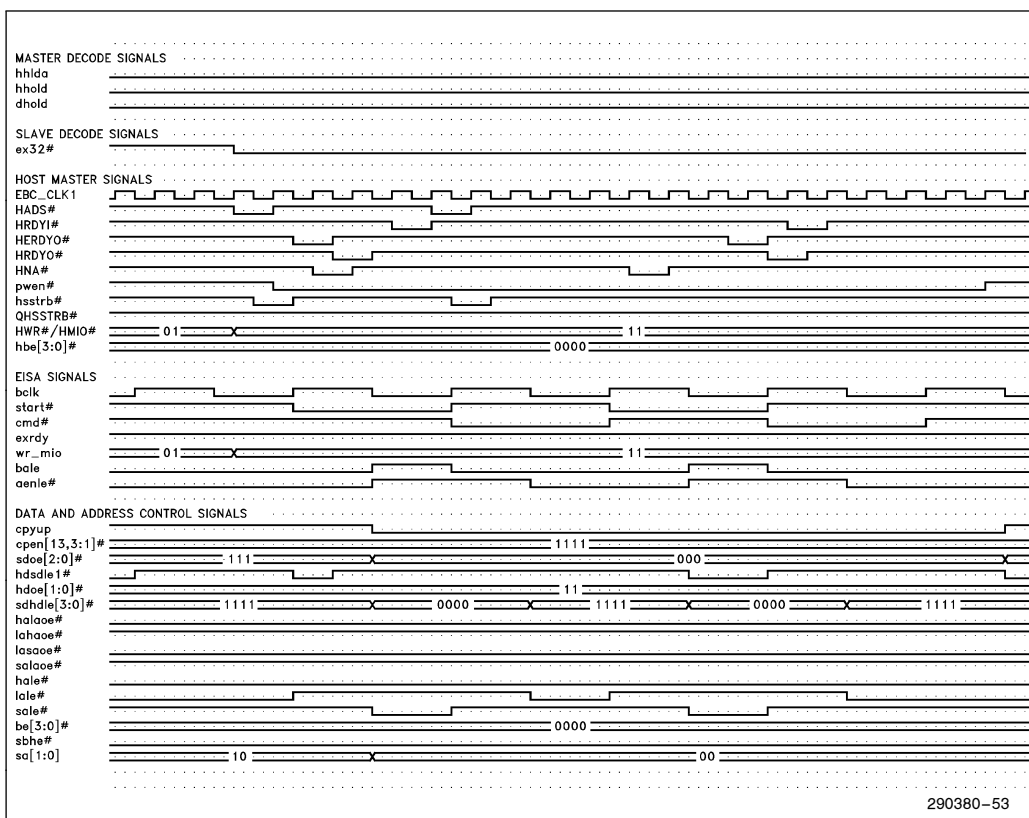 MASTER DECODE SIGNALS
hhlda
hhold
dhold
SLAVE DECODE SIGNALS
ex32#
HOST MASTER SIGNALS
EBC_CLK1
HADS#
HRDYI#
HERDYO#
HRDYO#
HNA#
pwen#
hsstrb#
QHSSTRB#
HWR#/HMIO# 01 11
hbe[3:0]# 0000
EISA SIGNALS
bclk
start#
cmd#
exrdy
wr_mio 01 11
bale
aenle#
DATA AND ADDRESS CONTROL SIGNALS
cpyup
cpen[13,3:1]# 1111
sdoe[2:0]# 111 000
hdsdle1#
hdoe[1:0]# 11
sdhdle[3:0]# 1111 0000 1111 0000 1111
halaoe#
lahaoe#
lasaoe#
salaoe#
hale#
lale#
sale#
be[3:0]# 0000
sbhe#
sa[1:0] 10 00
290380-53